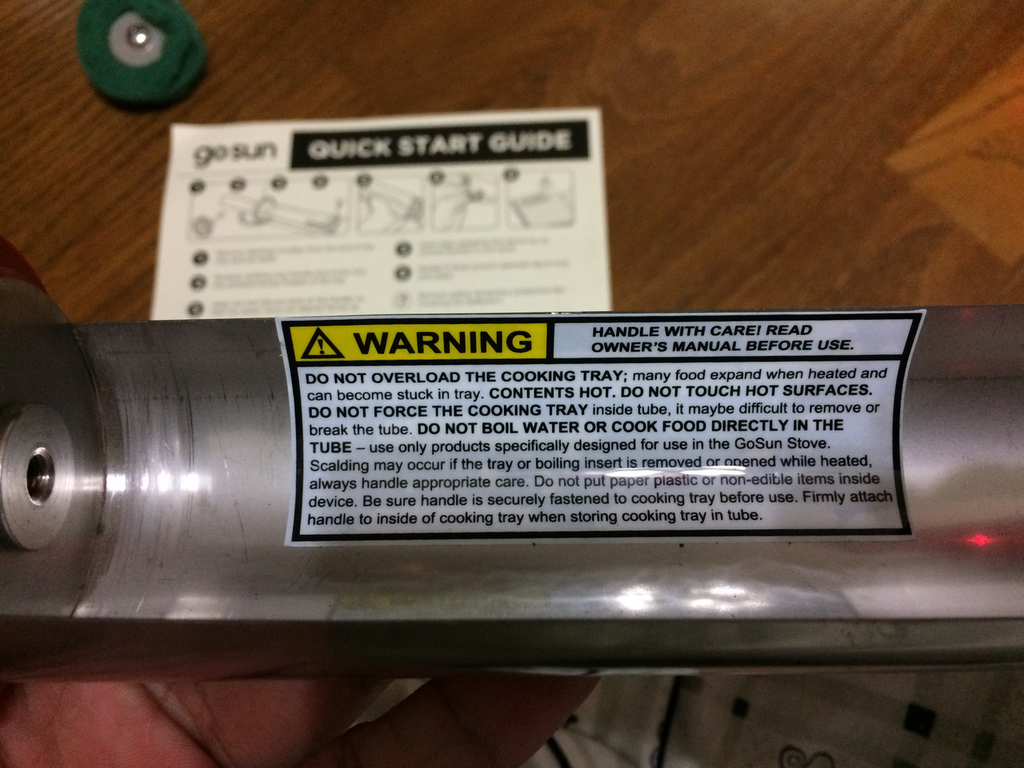 gosun QUICK START GUIDE
WARNING
HANDLE WITH CARE! READ
OWNER'S MANUAL BEFORE USE.
DO NOT OVERLOAD THE COOKING TRAY; many food expand when heated and
can become stuck in tray. CONTENTS HOT. DO NOT TOUCH HOT SURFACES.
DO NOT FORCE THE COOKING TRAY inside tube, it maybe difficult to remove or
break the tube. DO NOT BOIL WATER OR COOK FOOD DIRECTLY IN THE
TUBE – use only products specifically designed for use in the GoSun Stove.
Scalding may occur if the tray or boiling insert is removed or opened while heated,
always handle appropriate care. Do not put paper plastic or non-edible items inside
device. Be sure handle is securely fastened to cooking tray before use. Firmly attach
handle to inside of cooking tray when storing cooking tray in tube.